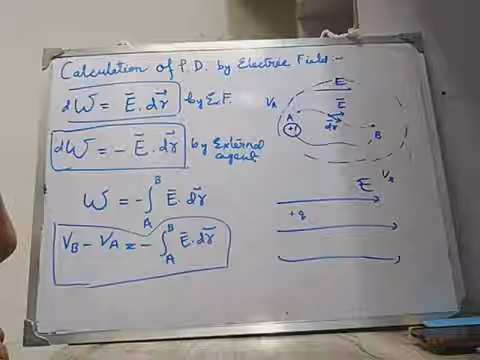 Calculation of P.D. by Electric Field:-
dW = Ē. dr⃗ by E.F.
dW = - Ē. dr⃗ by External agent
W = - ∫_A^B Ē. dr⃗
V_B - V_A = - ∫_A^B Ē. dr⃗
E
V_A
A
Ē
dr⃗
+1
B
E
+q